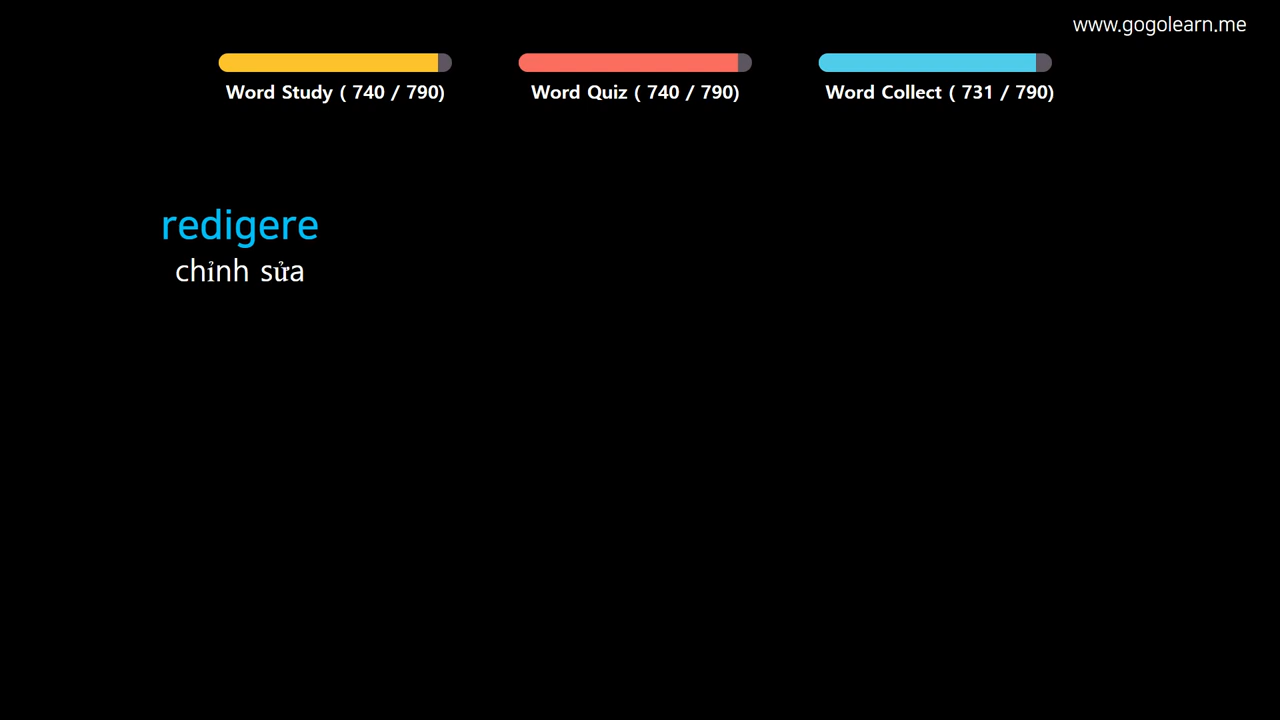 www.gogolearn.me
Word Study ( 740 / 790)
Word Quiz ( 740 / 790)
Word Collect ( 731 / 790)
redigere
chỉnh sửa